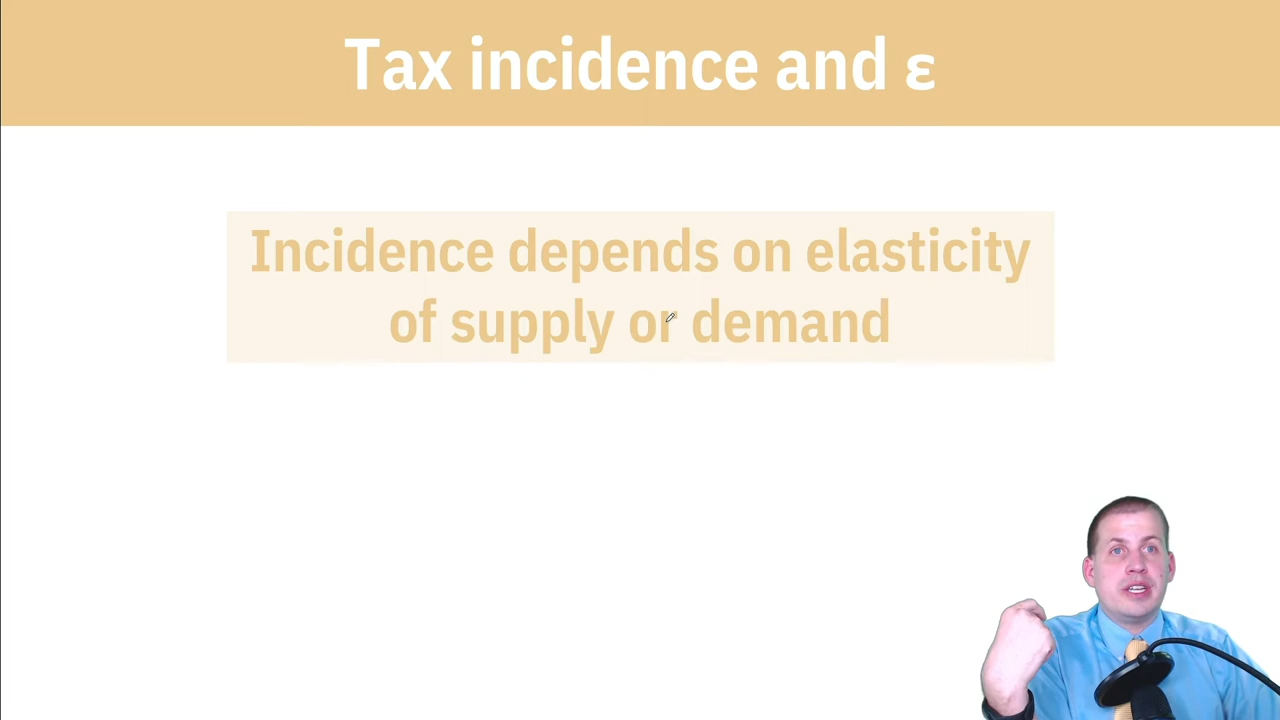 Tax incidence and ε
Incidence depends on elasticity
of supply or demand